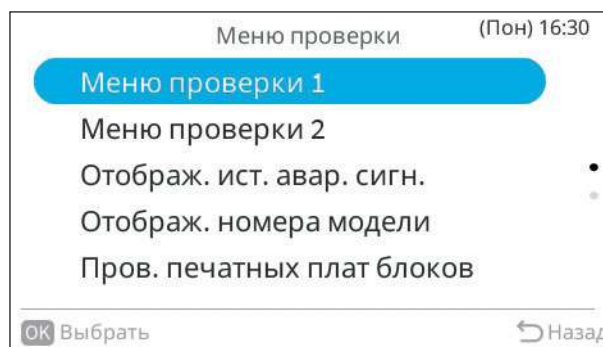 Меню проверки (Пон) 16:30
Меню проверки 1
Меню проверки 2
Отображ. ист. авар. сигн.
Отображ. номера модели
Пров. печатных плат блоков
OK Выбрать Назад